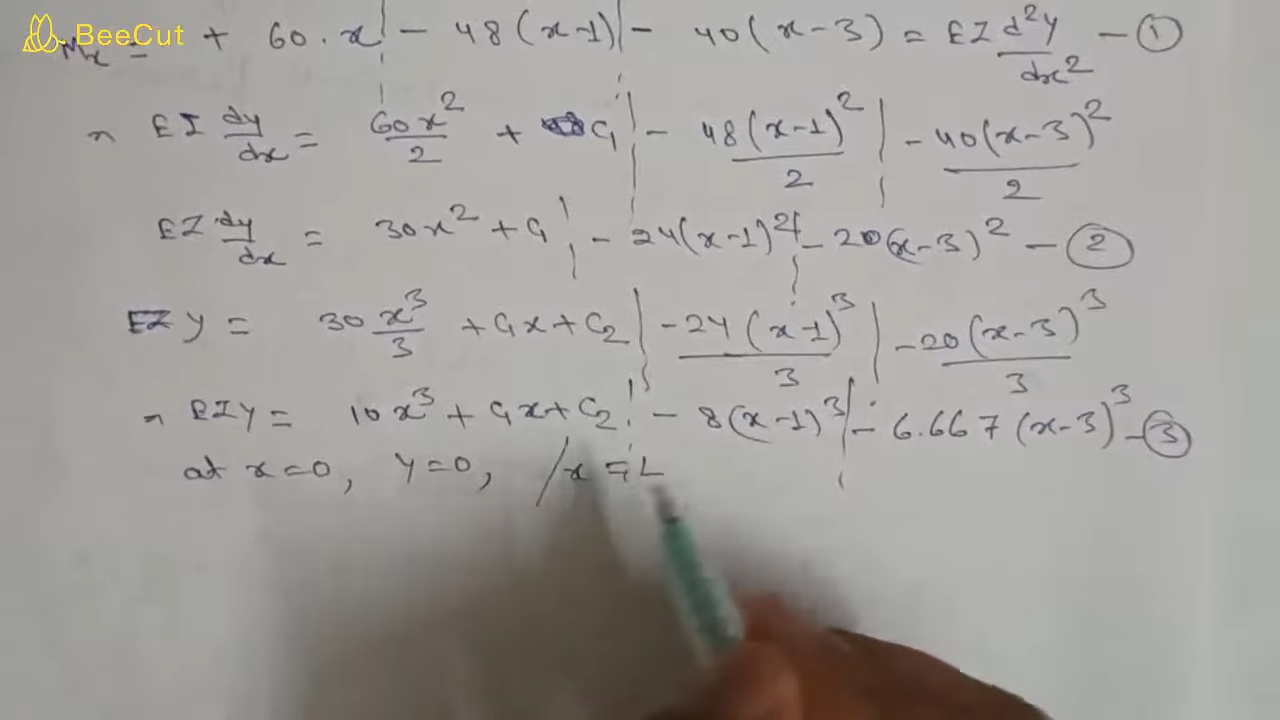 BeeCut
Mx = + 60.x | - 48(x-1) | - 40(x-3) = EI d²y/dx² - ①
EI dy/dx = 60x²/2 + C₁ | - 48(x-1)²/2 | - 40(x-3)²/2
EI dy/dx = 30x² + C₁ | - 24(x-1)² | - 20(x-3)² - ②
EI y = 30 x³/3 + C₁x + C₂ | - 24(x-1)³/3 | - 20(x-3)³/3
EIy = 10x³ + C₁x + C₂ | - 8(x-1)³ | - 6.667(x-3)³ - ③
at x=0, y=0, / x = L